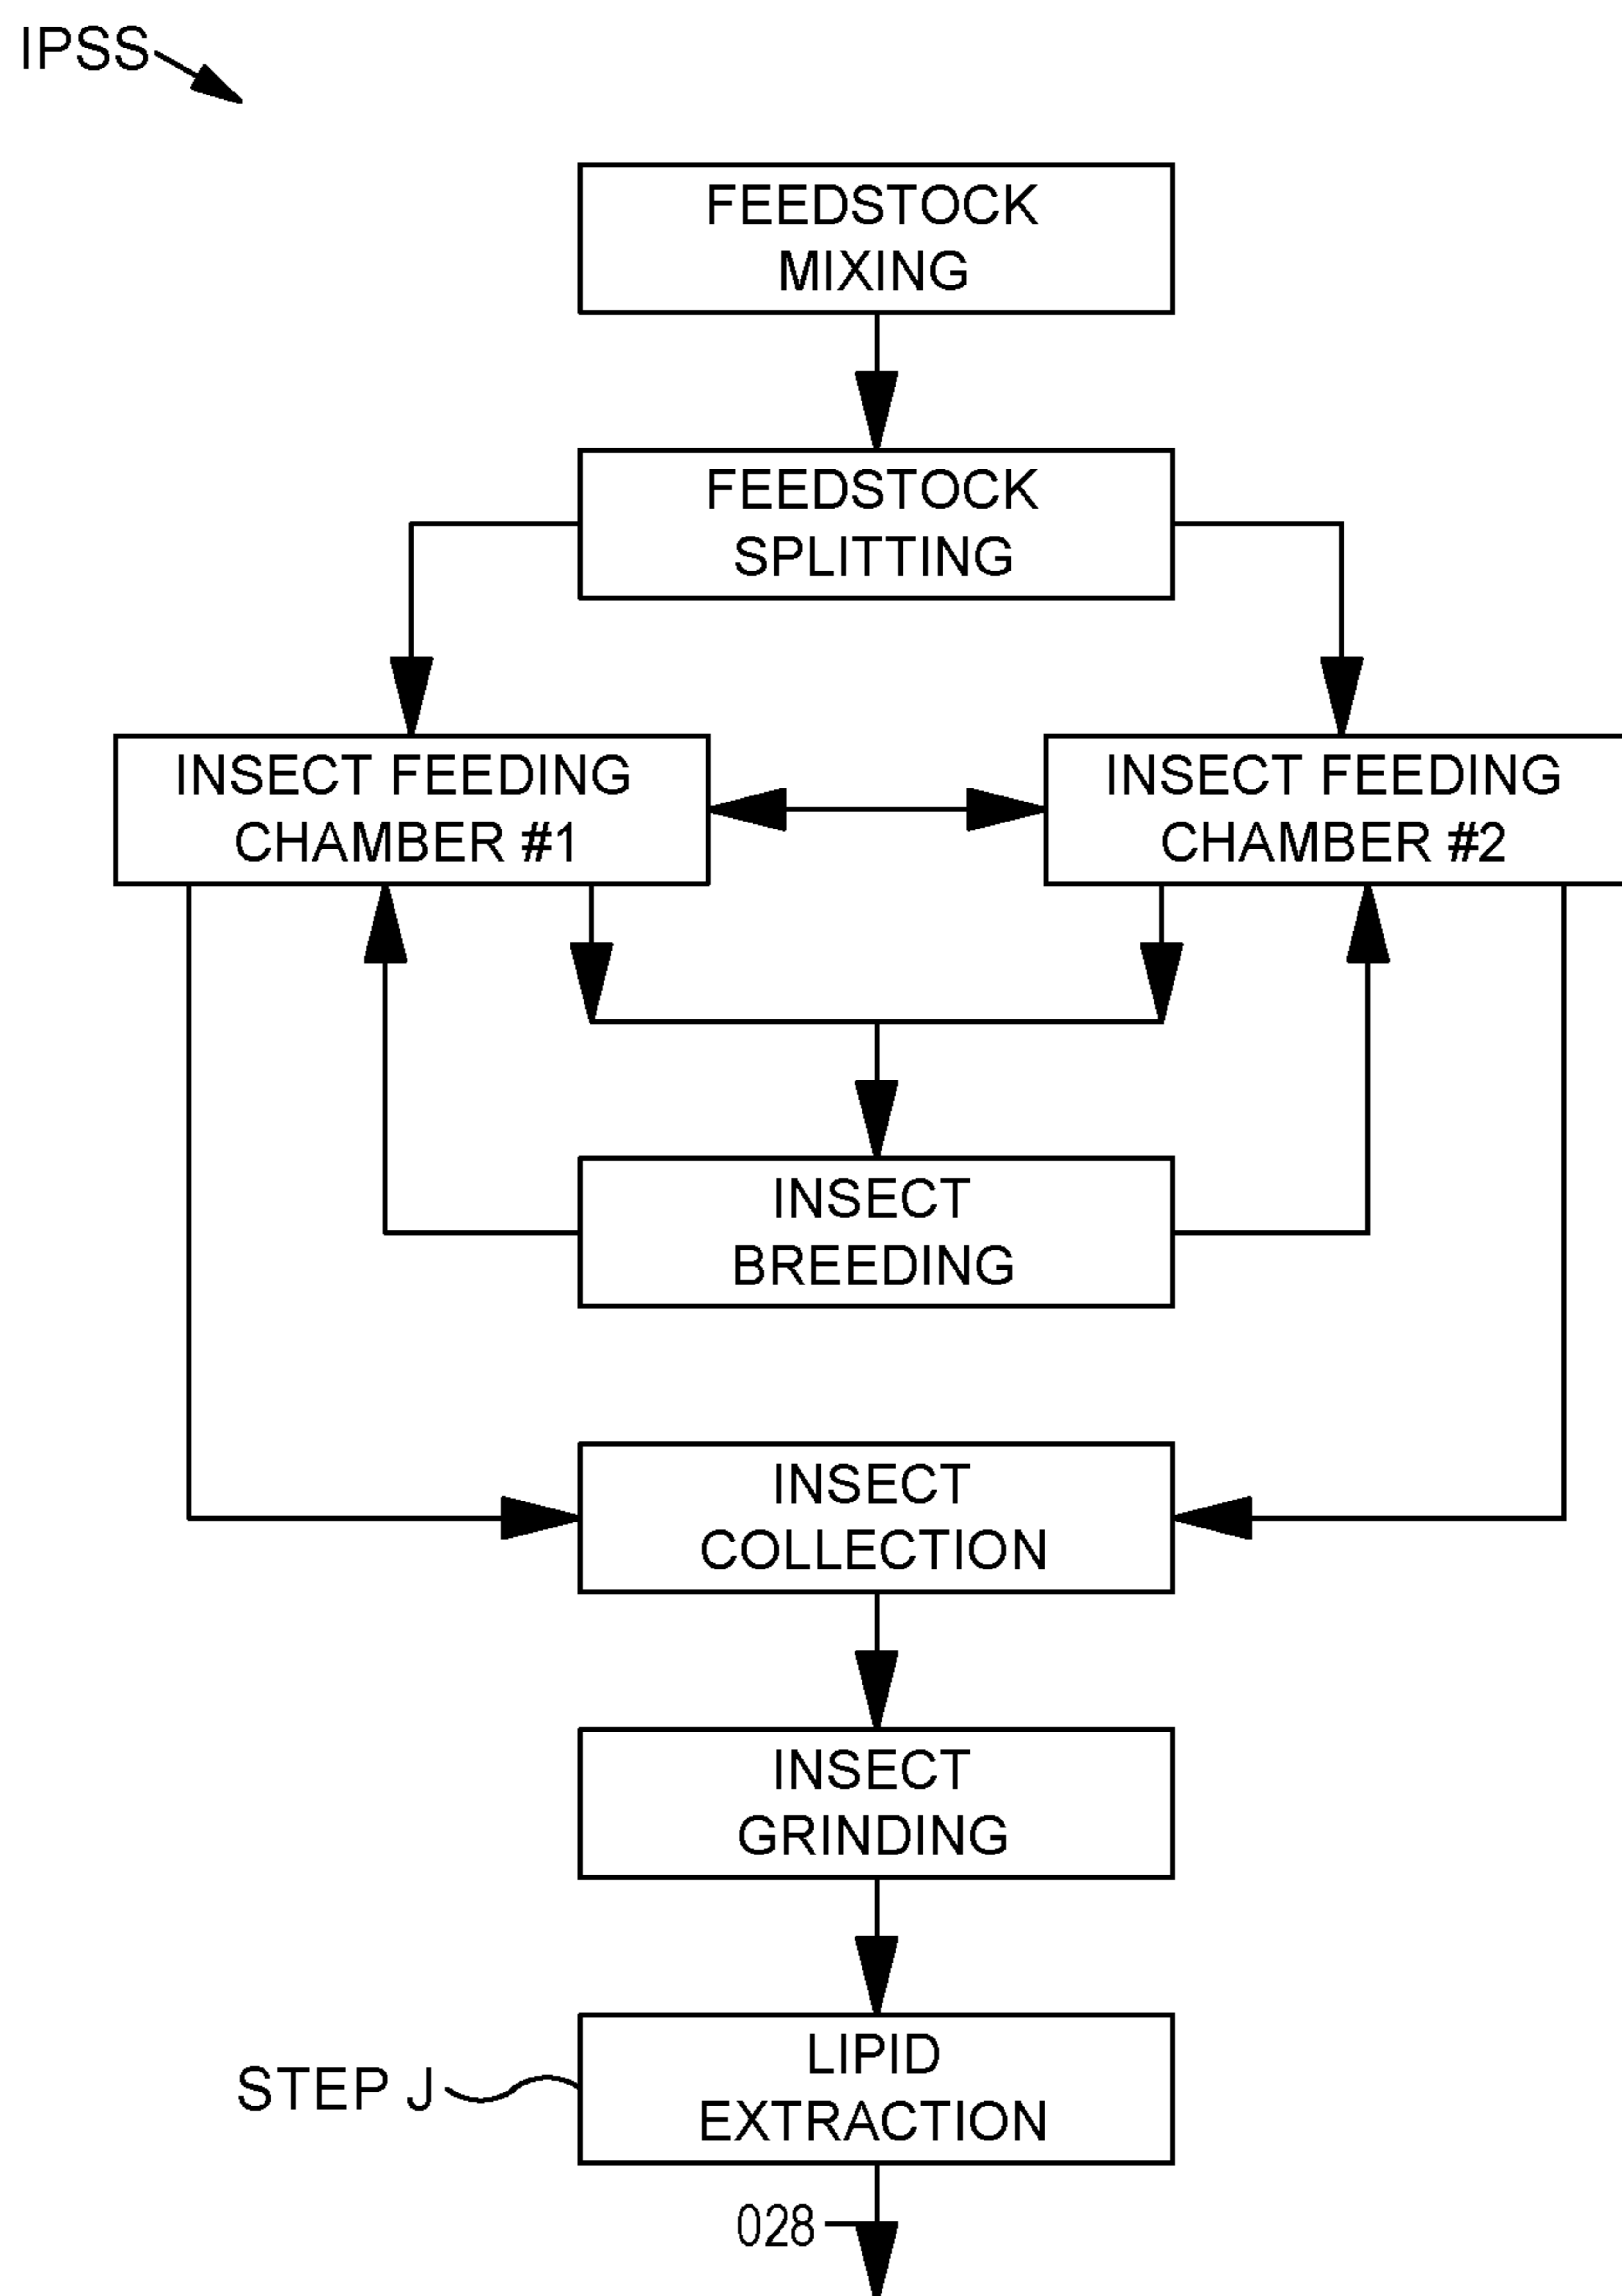 IPSS
FEEDSTOCK
MIXING
FEEDSTOCK
SPLITTING
INSECT FEEDING
CHAMBER #1
INSECT FEEDING
CHAMBER #2
INSECT
BREEDING
INSECT
COLLECTION
INSECT
GRINDING
LIPID
EXTRACTION
STEP J
028